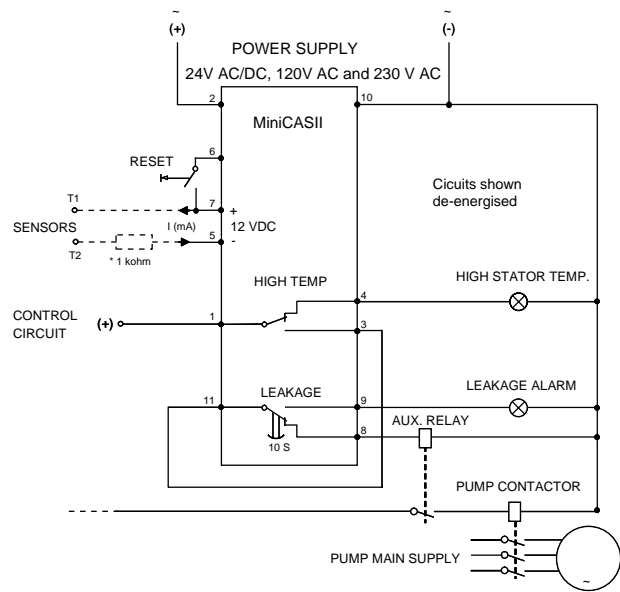 ~ ~
(+) (-)
POWER SUPPLY
24V AC/DC, 120V AC and 230 V AC
2 10
MiniCASII
6
RESET
T1 7 +
I (mA) 12 VDC
SENSORS 5 -
T2
* 1 kohm
Cicuits shown
de-energised
HIGH TEMP
HIGH STATOR TEMP.
4
CONTROL
CIRCUIT
(+) 1 3
LEAKAGE
LEAKAGE ALARM
11 9
AUX. RELAY
8
10 S
PUMP CONTACTOR
PUMP MAIN SUPPLY
~